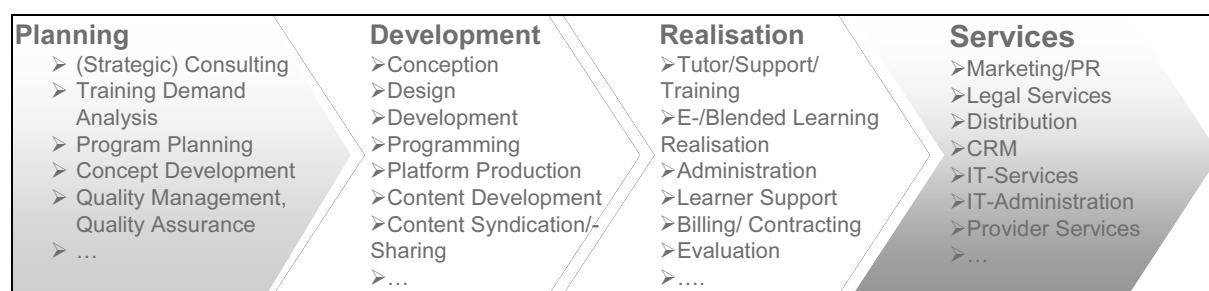 Planning
➢ (Strategic) Consulting
➢ Training Demand
Analysis
➢ Program Planning
➢ Concept Development
➢ Quality Management,
Quality Assurance
➢ …
Development
➢Conception
➢Design
➢Development
➢Programming
➢Platform Production
➢Content Development
➢Content Syndication/-
Sharing
➢…
Realisation
➢Tutor/Support/
Training
➢E-/Blended Learning
Realisation
➢Administration
➢Learner Support
➢Billing/ Contracting
➢Evaluation
➢….
Services
➢Marketing/PR
➢Legal Services
➢Distribution
➢CRM
➢IT-Services
➢IT-Administration
➢Provider Services
➢…